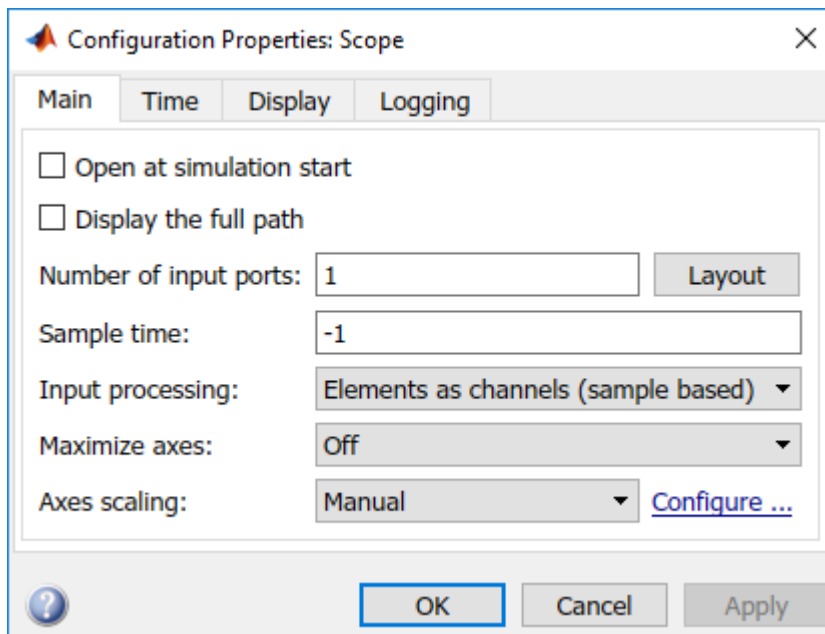 Configuration Properties: Scope
Main Time Display Logging
Open at simulation start
Display the full path
Number of input ports: 1 Layout
Sample time: -1
Input processing: Elements as channels (sample based)
Maximize axes: Off
Axes scaling: Manual Configure ...
? OK Cancel Apply